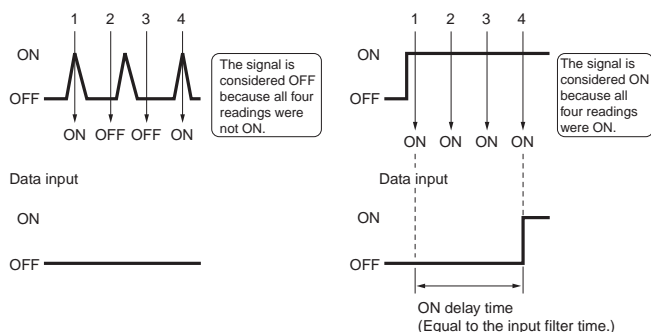 1 2 3 4
ON
OFF
The signal is
considered OFF
because all four
readings were
not ON.
ON OFF OFF ON
Data input
ON
OFF
1 2 3 4
ON
OFF
The signal is
considered ON
because all
four readings
were ON.
ON ON ON ON
Data input
ON
OFF
ON delay time
(Equal to the input filter time.)